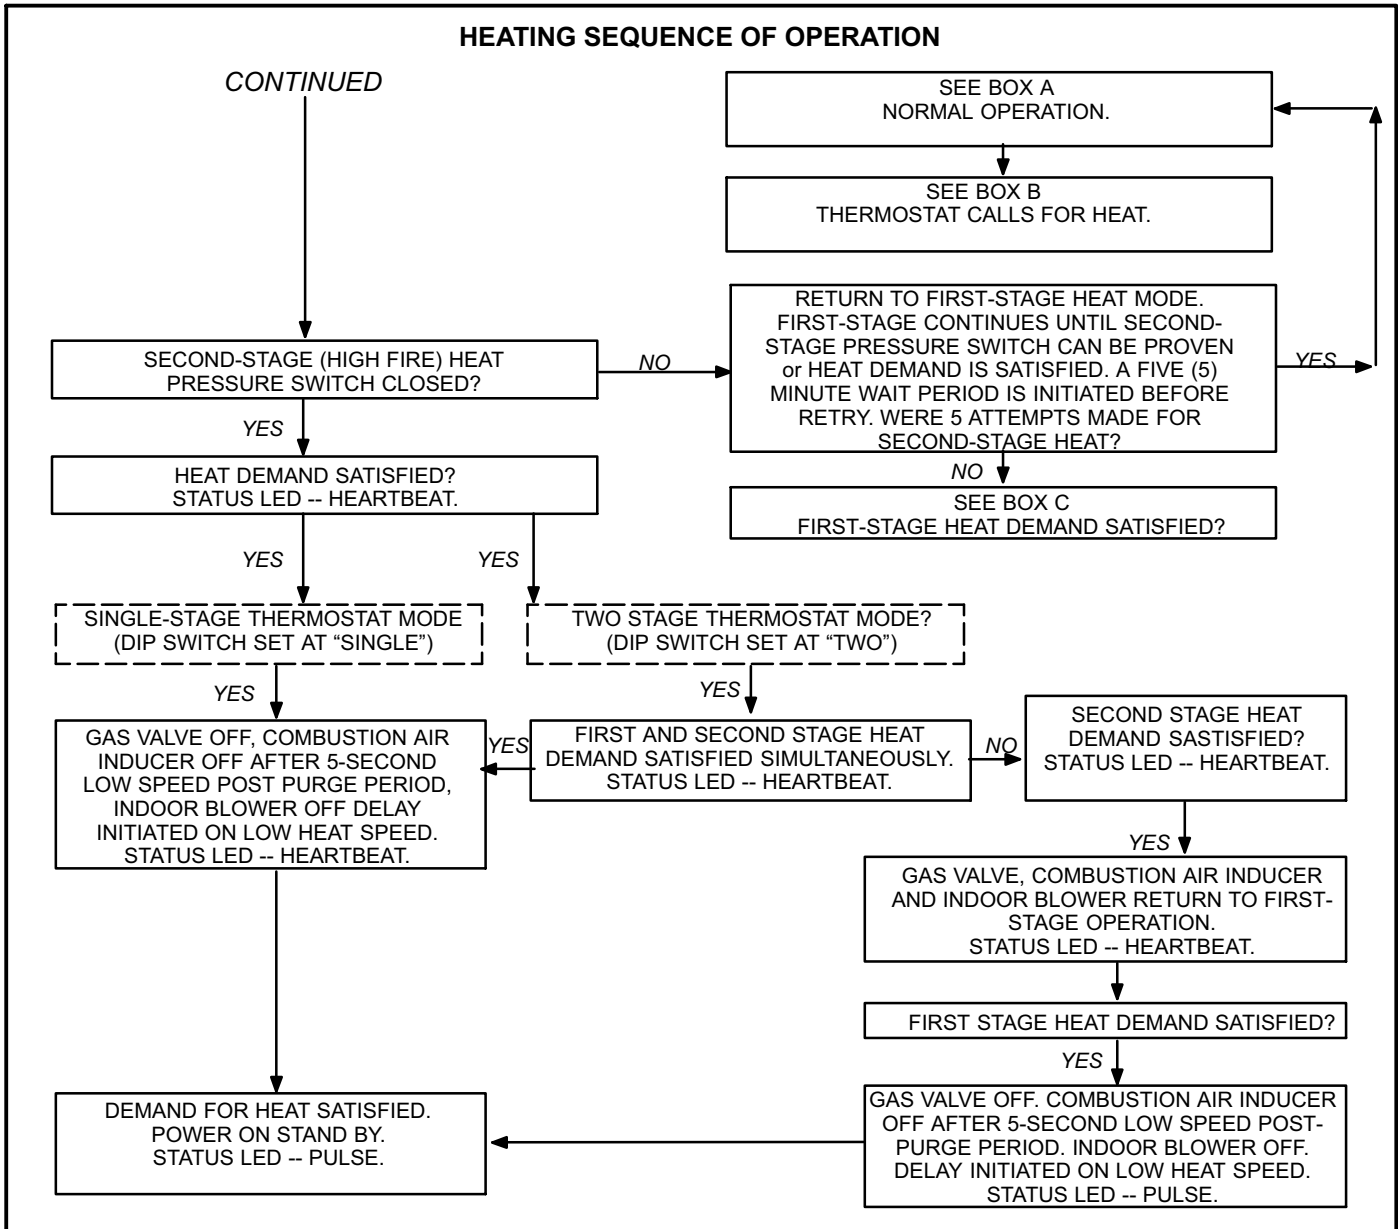 HEATING SEQUENCE OF OPERATION
CONTINUED
SEE BOX A
NORMAL OPERATION.
SEE BOX B
THERMOSTAT CALLS FOR HEAT.
RETURN TO FIRST-STAGE HEAT MODE.
FIRST-STAGE CONTINUES UNTIL SECOND-
STAGE PRESSURE SWITCH CAN BE PROVEN
or HEAT DEMAND IS SATISFIED. A FIVE (5)
MINUTE WAIT PERIOD IS INITIATED BEFORE
RETRY. WERE 5 ATTEMPTS MADE FOR
SECOND-STAGE HEAT?
YES
SECOND-STAGE (HIGH FIRE) HEAT
PRESSURE SWITCH CLOSED?
NO
YES
NO
SEE BOX C
FIRST-STAGE HEAT DEMAND SATISFIED?
HEAT DEMAND SATISFIED?
STATUS LED -- HEARTBEAT.
YES
YES
SINGLE-STAGE THERMOSTAT MODE
(DIP SWITCH SET AT “SINGLE”)
TWO STAGE THERMOSTAT MODE?
(DIP SWITCH SET AT “TWO”)
YES
YES
GAS VALVE OFF, COMBUSTION AIR
INDUCER OFF AFTER 5-SECOND
LOW SPEED POST PURGE PERIOD,
INDOOR BLOWER OFF DELAY
INITIATED ON LOW HEAT SPEED.
STATUS LED -- HEARTBEAT.
YES
FIRST AND SECOND STAGE HEAT
DEMAND SATISFIED SIMULTANEOUSLY.
STATUS LED -- HEARTBEAT.
NO
SECOND STAGE HEAT
DEMAND SASTISFIED?
STATUS LED -- HEARTBEAT.
YES
GAS VALVE, COMBUSTION AIR INDUCER
AND INDOOR BLOWER RETURN TO FIRST-
STAGE OPERATION.
STATUS LED -- HEARTBEAT.
FIRST STAGE HEAT DEMAND SATISFIED?
YES
GAS VALVE OFF. COMBUSTION AIR INDUCER
OFF AFTER 5-SECOND LOW SPEED POST-
PURGE PERIOD. INDOOR BLOWER OFF.
DELAY INITIATED ON LOW HEAT SPEED.
STATUS LED -- PULSE.
DEMAND FOR HEAT SATISFIED.
POWER ON STAND BY.
STATUS LED -- PULSE.